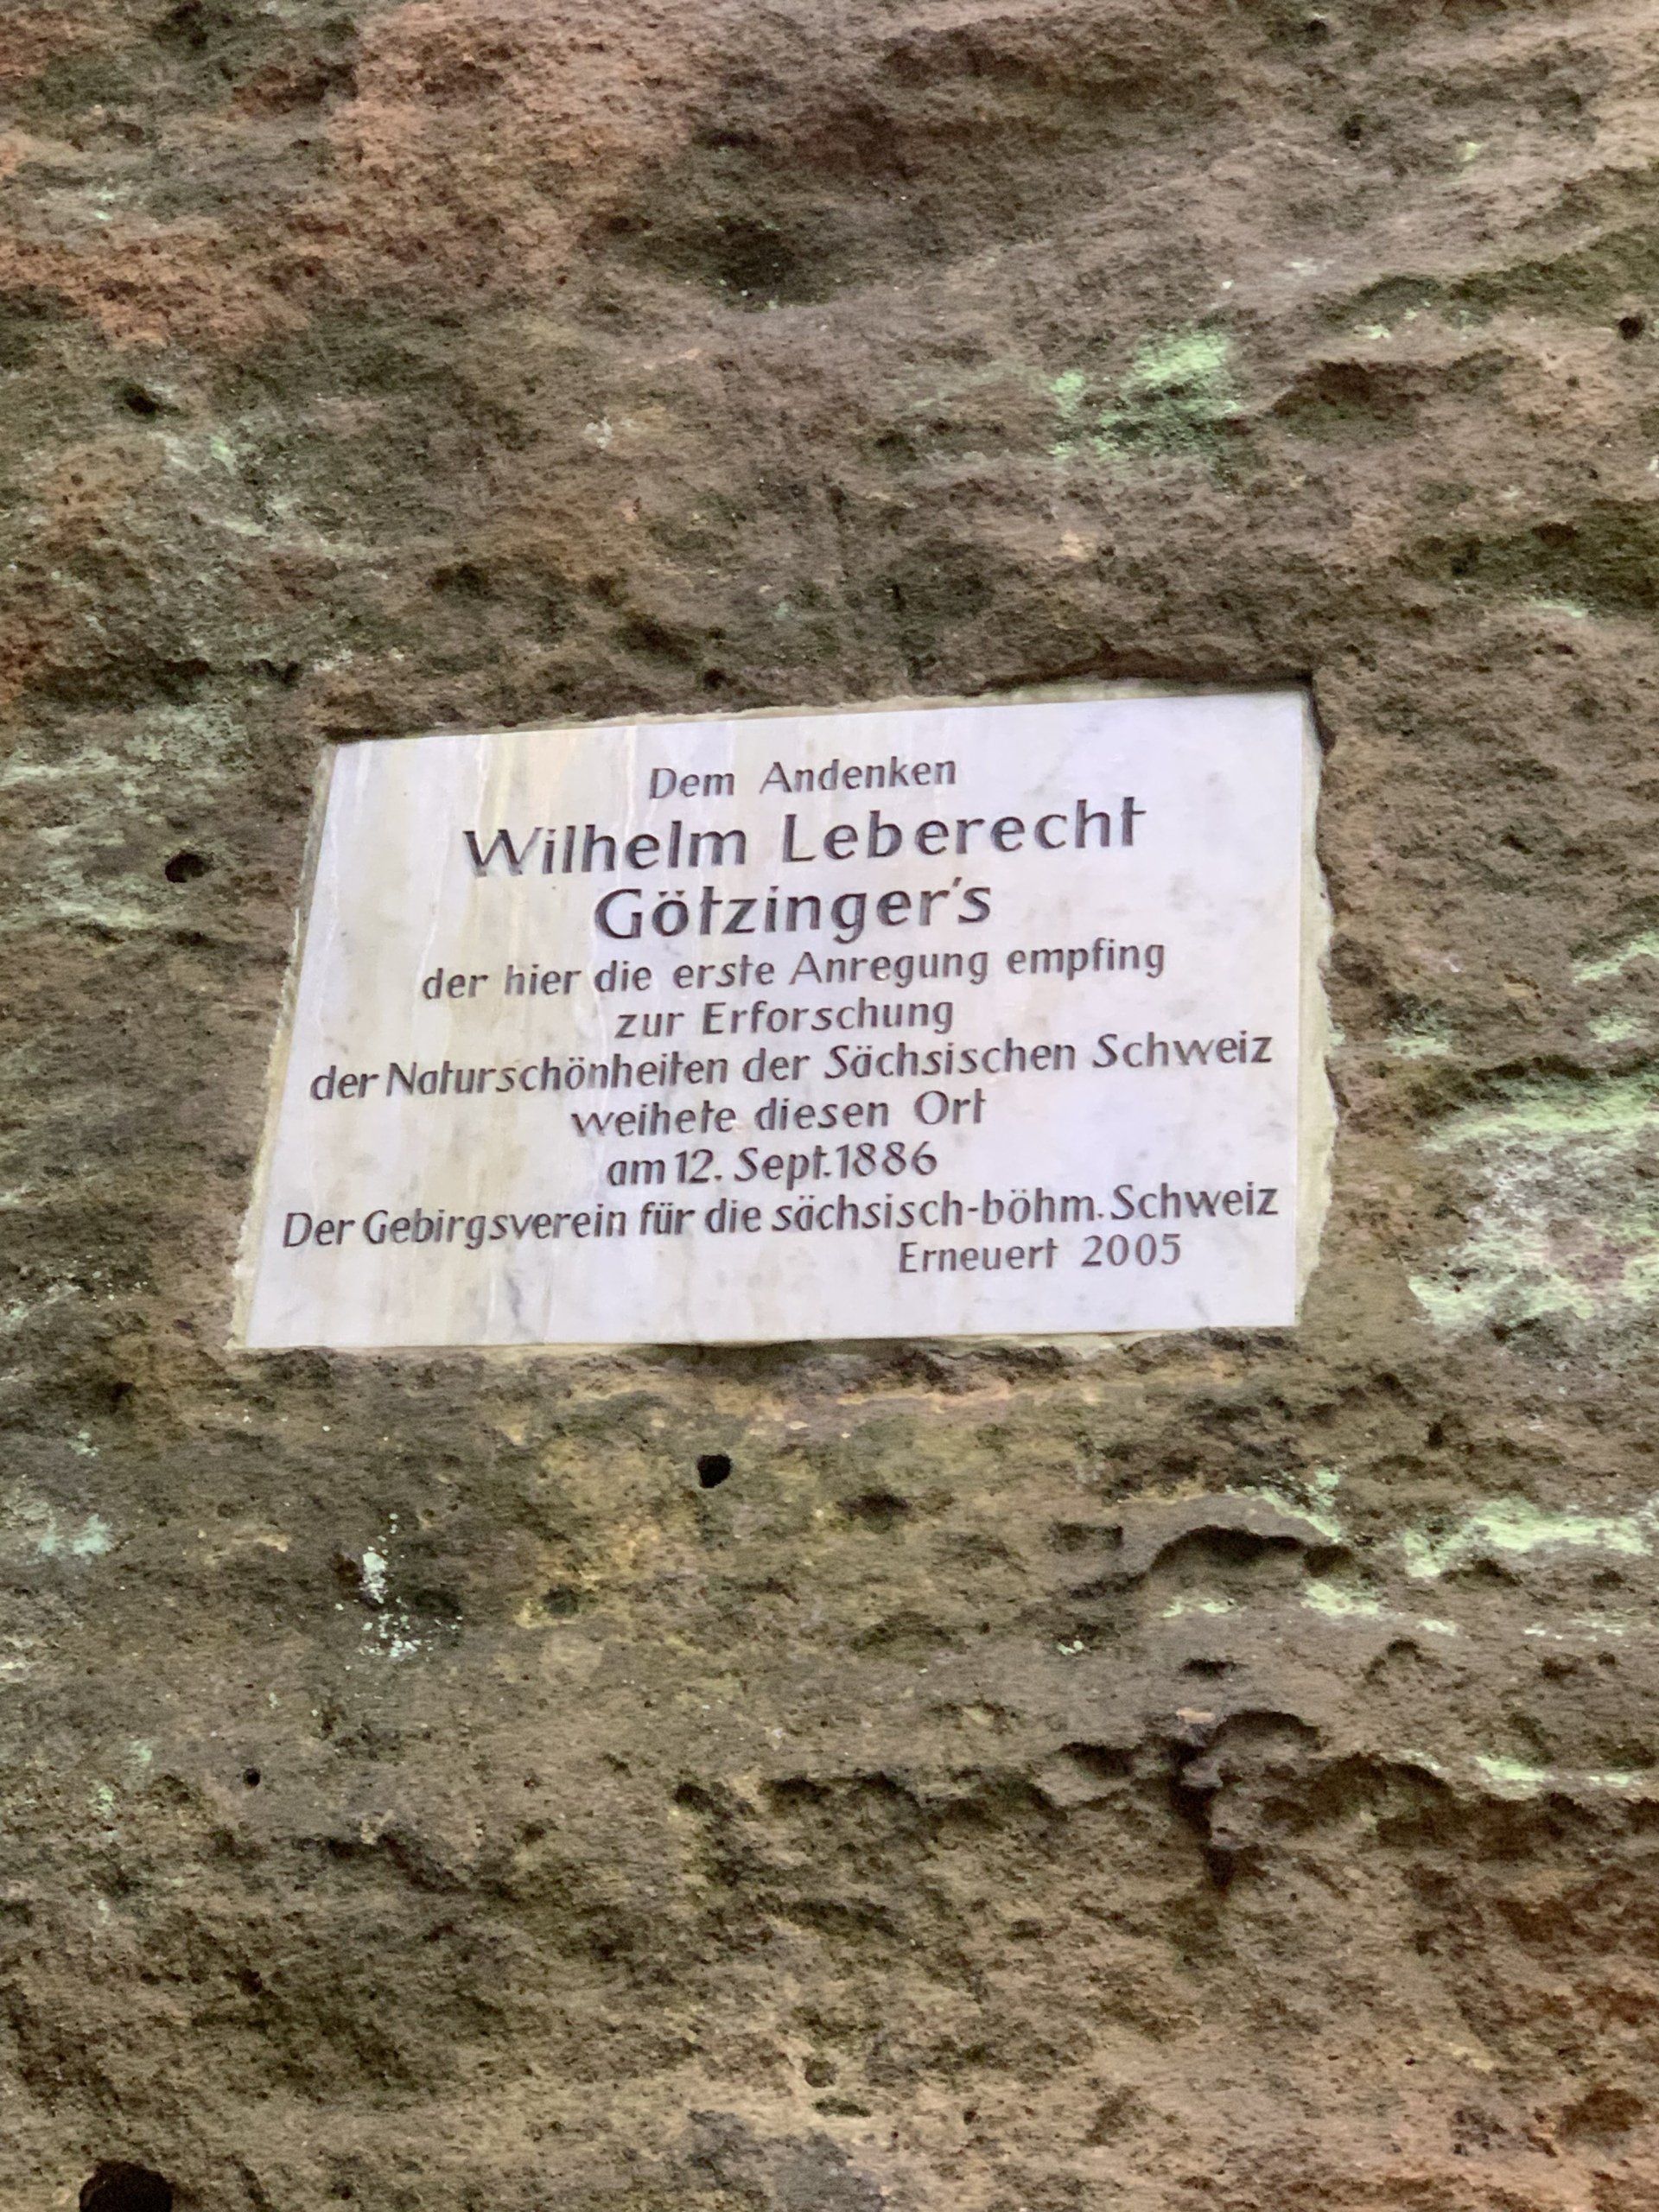 Dem Andenken
Wilhelm Leberecht
Götzinger's
der hier die erste Anregung empfing
zur Erforschung
der Naturschönheiten der Sächsischen Schweiz
weihete diesen Ort
am 12. Sept. 1886
Der Gebirgsverein für die sächsisch-böhm. Schweiz
Erneuert 2005